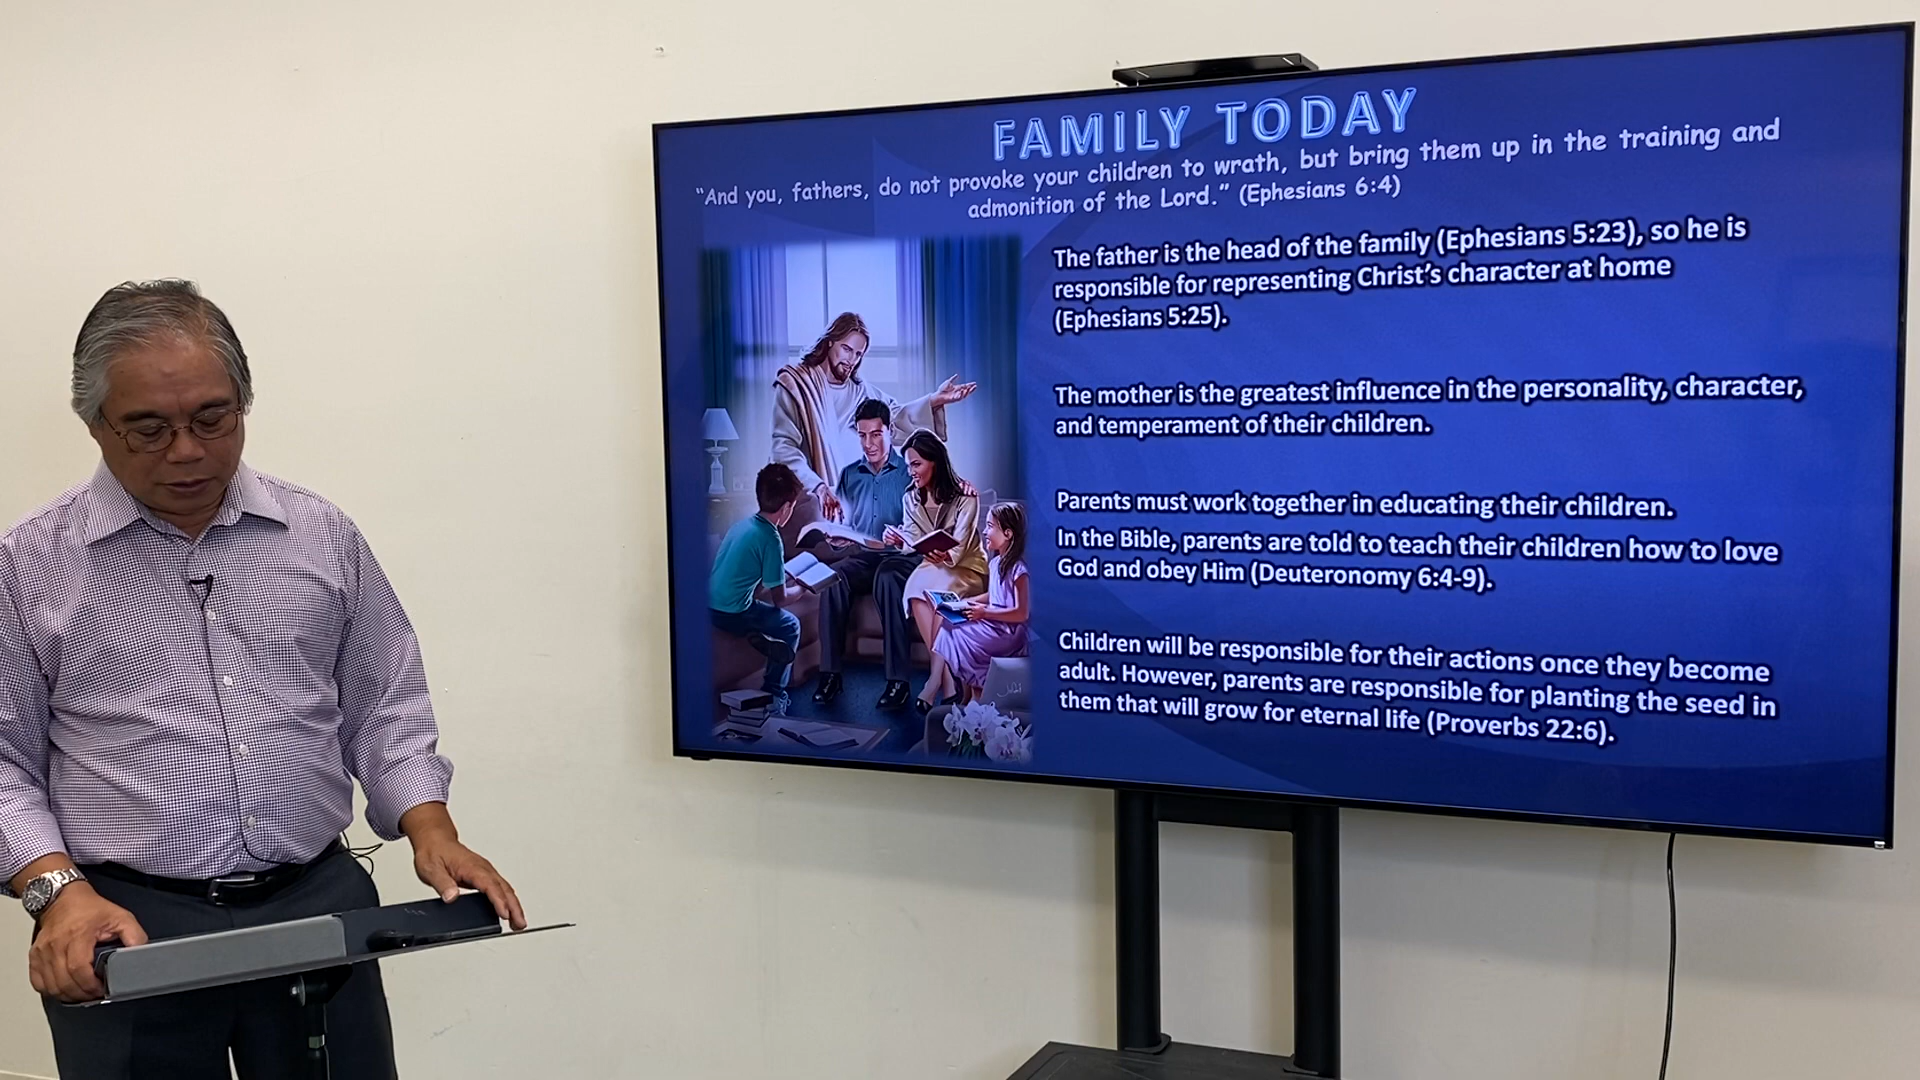 FAMILY TODAY
“And you, fathers, do not provoke your children to wrath, but bring them up in the training and
admonition of the Lord.” (Ephesians 6:4)
The father is the head of the family (Ephesians 5:23), so he is
responsible for representing Christ’s character at home
(Ephesians 5:25).
The mother is the greatest influence in the personality, character,
and temperament of their children.
Parents must work together in educating their children.
In the Bible, parents are told to teach their children how to love
God and obey Him (Deuteronomy 6:4-9).
Children will be responsible for their actions once they become
adult. However, parents are responsible for planting the seed in
them that will grow for eternal life (Proverbs 22:6).